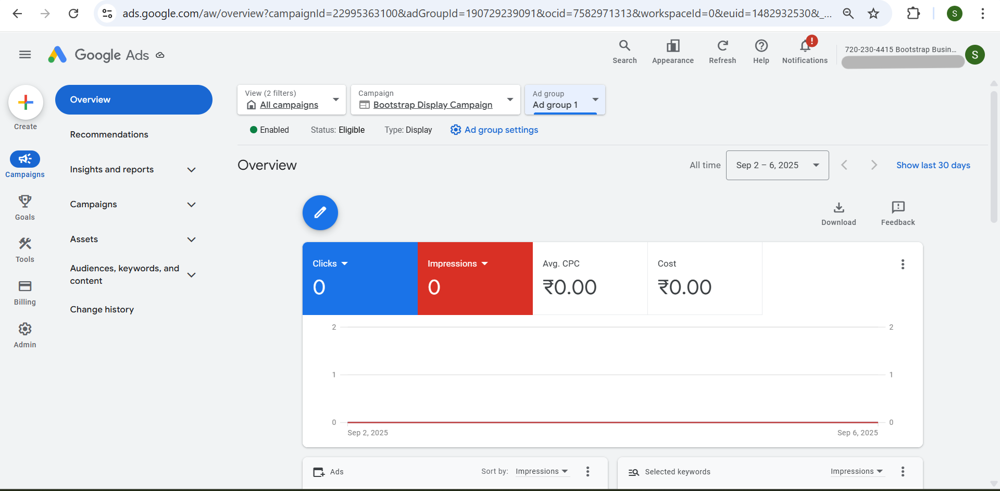 ads.google.com/aw/overview?campaignId=22995363100&adGroupId=190729239091&ocid=7582971313&workspaceId=0&euid=1482932530&_...
S
Google Ads
Search
Appearance
Refresh
Help
!
Notifications
720-230-4415 Bootstrap Busin...
S
Create
Campaigns
Goals
Tools
Billing
Admin
Overview
Recommendations
Insights and reports
Campaigns
Assets
Audiences, keywords, and
content
Change history
View (2 filters)
All campaigns
Campaign
Bootstrap Display Campaign
Ad group
Ad group 1
Enabled
Status: Eligible
Type: Display
Ad group settings
Overview
All time
Sep 2 – 6, 2025
Show last 30 days
Download
Feedback
Clicks
0
Impressions
0
Avg. CPC
₹0.00
Cost
₹0.00
2
2
1
1
0
0
Sep 2, 2025
Sep 6, 2025
Ads
Sort by: Impressions
Selected keywords
Impressions